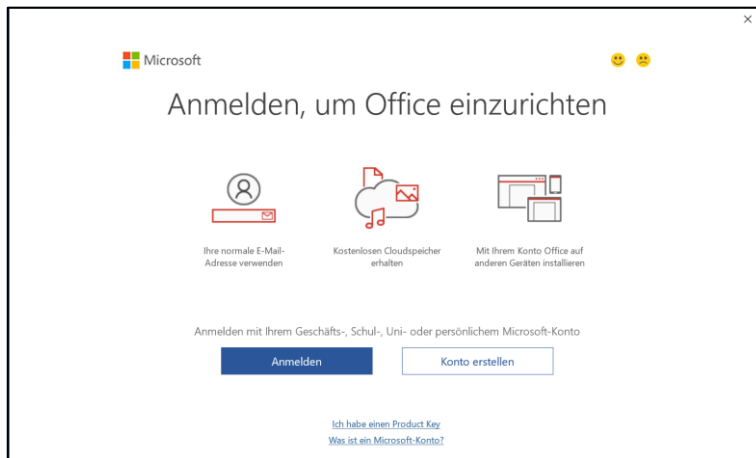 Microsoft
Anmelden, um Office einzurichten
Ihre normale E-Mail-
Adresse verwenden
Kostenlosen Cloudspeicher
erhalten
Mit Ihrem Konto Office auf
anderen Geräten installieren
Anmelden mit Ihrem Geschäfts-, Schul-, Uni- oder persönlichem Microsoft-Konto
Anmelden
Konto erstellen
Ich habe einen Product Key
Was ist ein Microsoft-Konto?